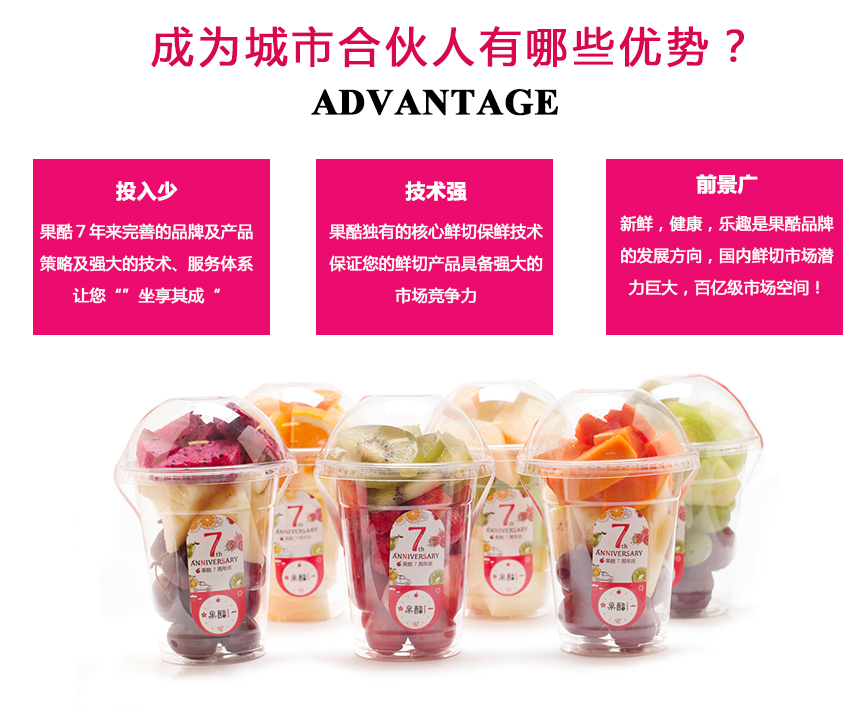 成为城市合伙人有哪些优势？
ADVANTAGE
投入少
果酷7年来完善的品牌及产品
策略及强大的技术、服务体系
让您“”坐享其成“
技术强
果酷独有的核心鲜切保鲜技术
保证您的鲜切产品具备强大的
市场竞争力
前景广
新鲜，健康，乐趣是果酷品牌
的发展方向，国内鲜切市场潜
力巨大，百亿级市场空间！
7th
ANNIVERSARY
果酷7周年庆
7th
ANNIVERSARY
果酷7周年庆
7th
ANNIVERSARY
果酷7周年庆
7th
ANNIVERSARY
果酷7周年庆
7th
ANNIVERSARY
果酷7周年庆